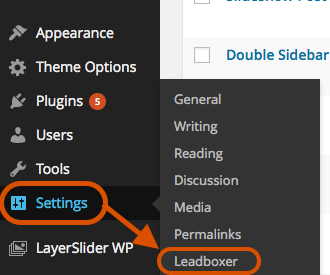 Appearance
Theme Options
Plugins 5
Users
Tools
Settings
LayerSlider WP
General
Writing
Reading
Discussion
Media
Permalinks
Leadboxer
Double Sidebar